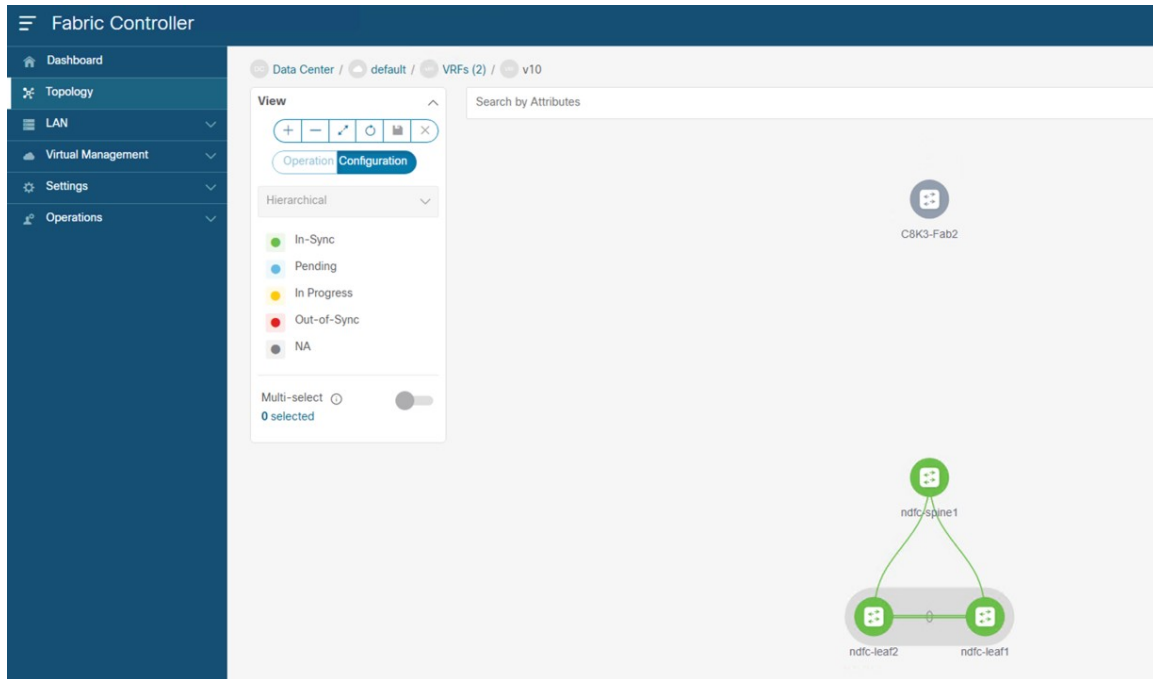 Fabric Controller
Dashboard
Topology
LAN
Virtual Management
Settings
Operations
Data Center / default / VRFs (2) / v10
View
Search by Attributes
Operation Configuration
Hierarchical
In-Sync
Pending
In Progress
Out-of-Sync
NA
Multi-select
0 selected
C8K3-Fab2
ndfc-spine1
ndfc-leaf2 ndfc-leaf1